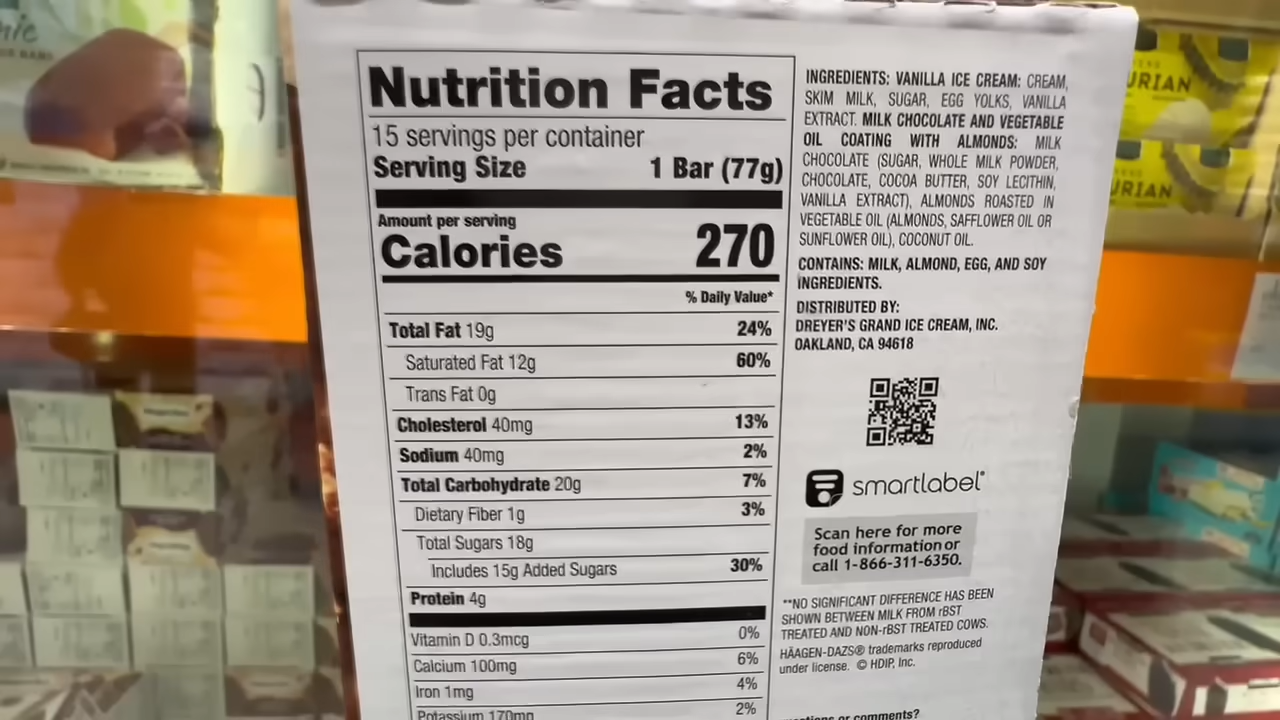 Nutrition Facts
15 servings per container
Serving Size 1 Bar (77g)
Amount per serving
Calories 270
% Daily Value*
Total Fat 19g 24%
Saturated Fat 12g 60%
Trans Fat 0g
Cholesterol 40mg 13%
Sodium 40mg 2%
Total Carbohydrate 20g 7%
Dietary Fiber 1g 3%
Total Sugars 18g
Includes 15g Added Sugars 30%
Protein 4g
Vitamin D 0.3mcg 0%
Calcium 100mg 6%
Iron 1mg 4%
Potassium 170mg 2%
INGREDIENTS: VANILLA ICE CREAM: CREAM,
SKIM MILK, SUGAR, EGG YOLKS, VANILLA
EXTRACT. MILK CHOCOLATE AND VEGETABLE
OIL COATING WITH ALMONDS: MILK
CHOCOLATE (SUGAR, WHOLE MILK POWDER,
CHOCOLATE, COCOA BUTTER, SOY LECITHIN,
VANILLA EXTRACT), ALMONDS ROASTED IN
VEGETABLE OIL (ALMONDS, SAFFLOWER OIL OR
SUNFLOWER OIL), COCONUT OIL.
CONTAINS: MILK, ALMOND, EGG, AND SOY
INGREDIENTS.
DISTRIBUTED BY:
DREYER'S GRAND ICE CREAM, INC.
OAKLAND, CA 94618
smartlabel®
Scan here for more
food information or
call 1-866-311-6350.
**NO SIGNIFICANT DIFFERENCE HAS BEEN
SHOWN BETWEEN MILK FROM rBST
TREATED AND NON-rBST TREATED COWS.
HÄAGEN-DAZS® trademarks reproduced
under license. © HDIP, Inc.
or comments?
URIAN
URIAN